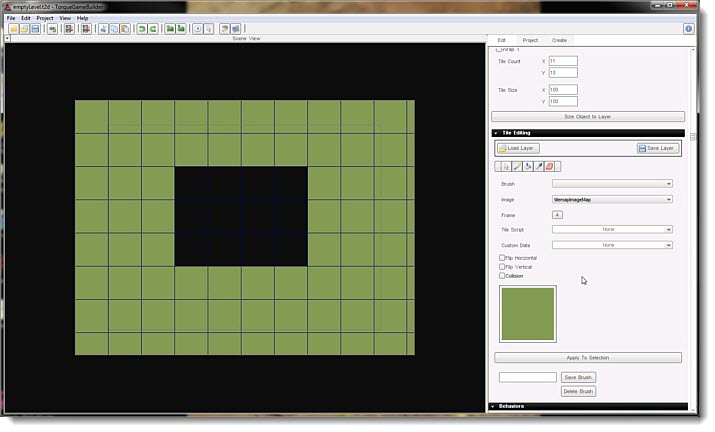 emptyLevel.t2d - TorqueGameBuilder
File Edit Project View Help
Scene View
Edit Project Create
Wrap Y
Tile Count X 11
Y 10
Tile Size X 100
Y 100
Size Object to Layer
Tile Editing
Load Layer Save Layer
Brush
Image tilemapImageMap
Frame 4
Tile Script None
Custom Data None
Flip Horizontal
Flip Vertical
Collision
Apply To Selection
Save Brush
Delete Brush
Behaviors